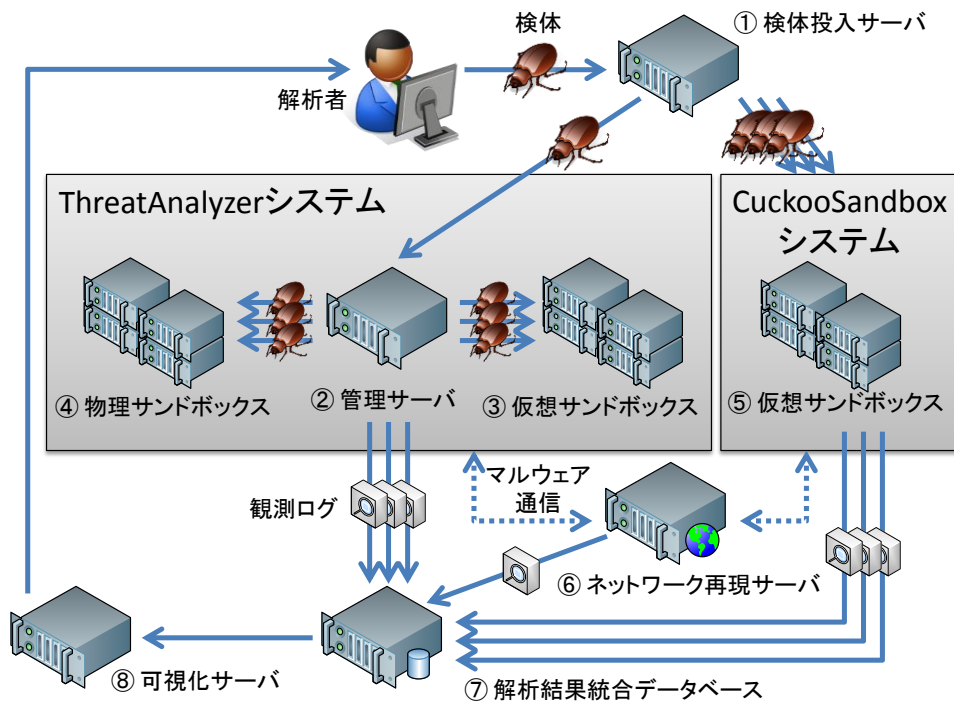 検体
① 検体投入サーバ
解析者
ThreatAnalyzerシステム
CuckooSandbox
システム
④ 物理サンドボックス
② 管理サーバ
③ 仮想サンドボックス
⑤ 仮想サンドボックス
観測ログ
マルウェア
通信
⑥ ネットワーク再現サーバ
⑧ 可視化サーバ
⑦ 解析結果統合データベース